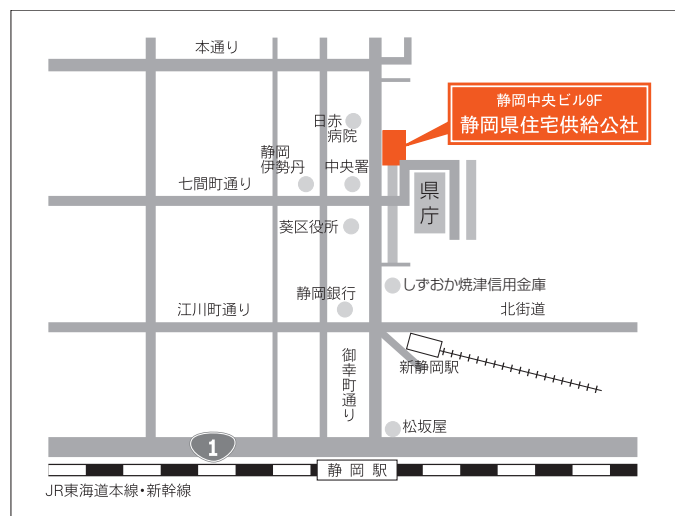 本通り
静岡中央ビル9F
静岡県住宅供給公社
日赤
病院
静岡
伊勢丹
中央署
七間町通り
県庁
葵区役所
しずおか焼津信用金庫
静岡銀行
江川町通り
北街道
御幸町通り
新静岡駅
松坂屋
1
静岡駅
JR東海道本線・新幹線